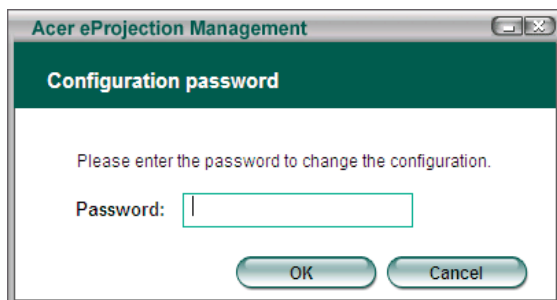 Acer eProjection Management
Configuration password
Please enter the password to change the configuration.
Password:
OK Cancel